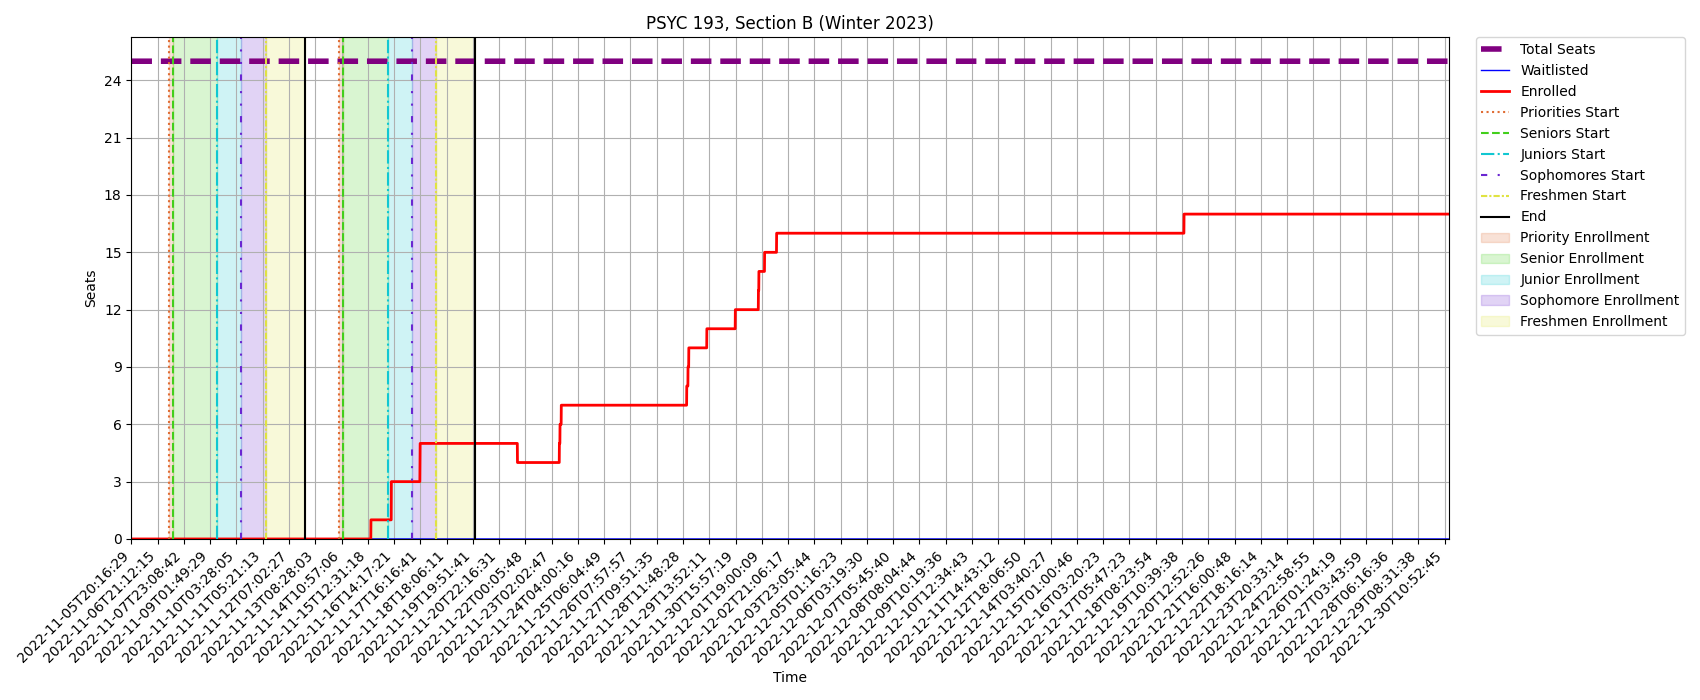 PSYC 193, Section B (Winter 2023)
Seats
24
21
18
15
12
9
6
3
0
2022-11-05T20:16:29
2022-11-06T21:12:15
2022-11-07T23:08:42
2022-11-09T01:49:29
2022-11-10T03:28:05
2022-11-11T05:21:13
2022-11-12T07:02:27
2022-11-13T08:28:03
2022-11-14T10:57:06
2022-11-15T12:31:18
2022-11-16T14:17:21
2022-11-17T16:16:41
2022-11-18T18:06:11
2022-11-19T19:51:41
2022-11-20T22:16:31
2022-11-22T00:05:48
2022-11-23T02:02:47
2022-11-24T04:00:16
2022-11-25T06:04:49
2022-11-26T07:57:57
2022-11-27T09:51:35
2022-11-28T11:48:28
2022-11-29T13:52:11
2022-11-30T15:57:19
2022-12-01T19:00:09
2022-12-02T21:06:17
2022-12-03T23:05:44
2022-12-05T01:16:23
2022-12-06T03:19:30
2022-12-07T05:45:40
2022-12-08T08:04:44
2022-12-09T10:19:36
2022-12-10T12:34:43
2022-12-11T14:43:12
2022-12-12T18:06:50
2022-12-14T03:40:27
2022-12-15T01:00:46
2022-12-16T03:20:23
2022-12-17T05:47:23
2022-12-18T08:23:54
2022-12-19T10:39:38
2022-12-20T12:52:26
2022-12-21T16:00:48
2022-12-22T18:16:14
2022-12-23T20:33:14
2022-12-24T22:58:55
2022-12-26T01:24:19
2022-12-27T03:43:59
2022-12-28T06:16:36
2022-12-29T08:31:38
2022-12-30T10:52:45
Time
Total Seats
Waitlisted
Enrolled
Priorities Start
Seniors Start
Juniors Start
Sophomores Start
Freshmen Start
End
Priority Enrollment
Senior Enrollment
Junior Enrollment
Sophomore Enrollment
Freshmen Enrollment